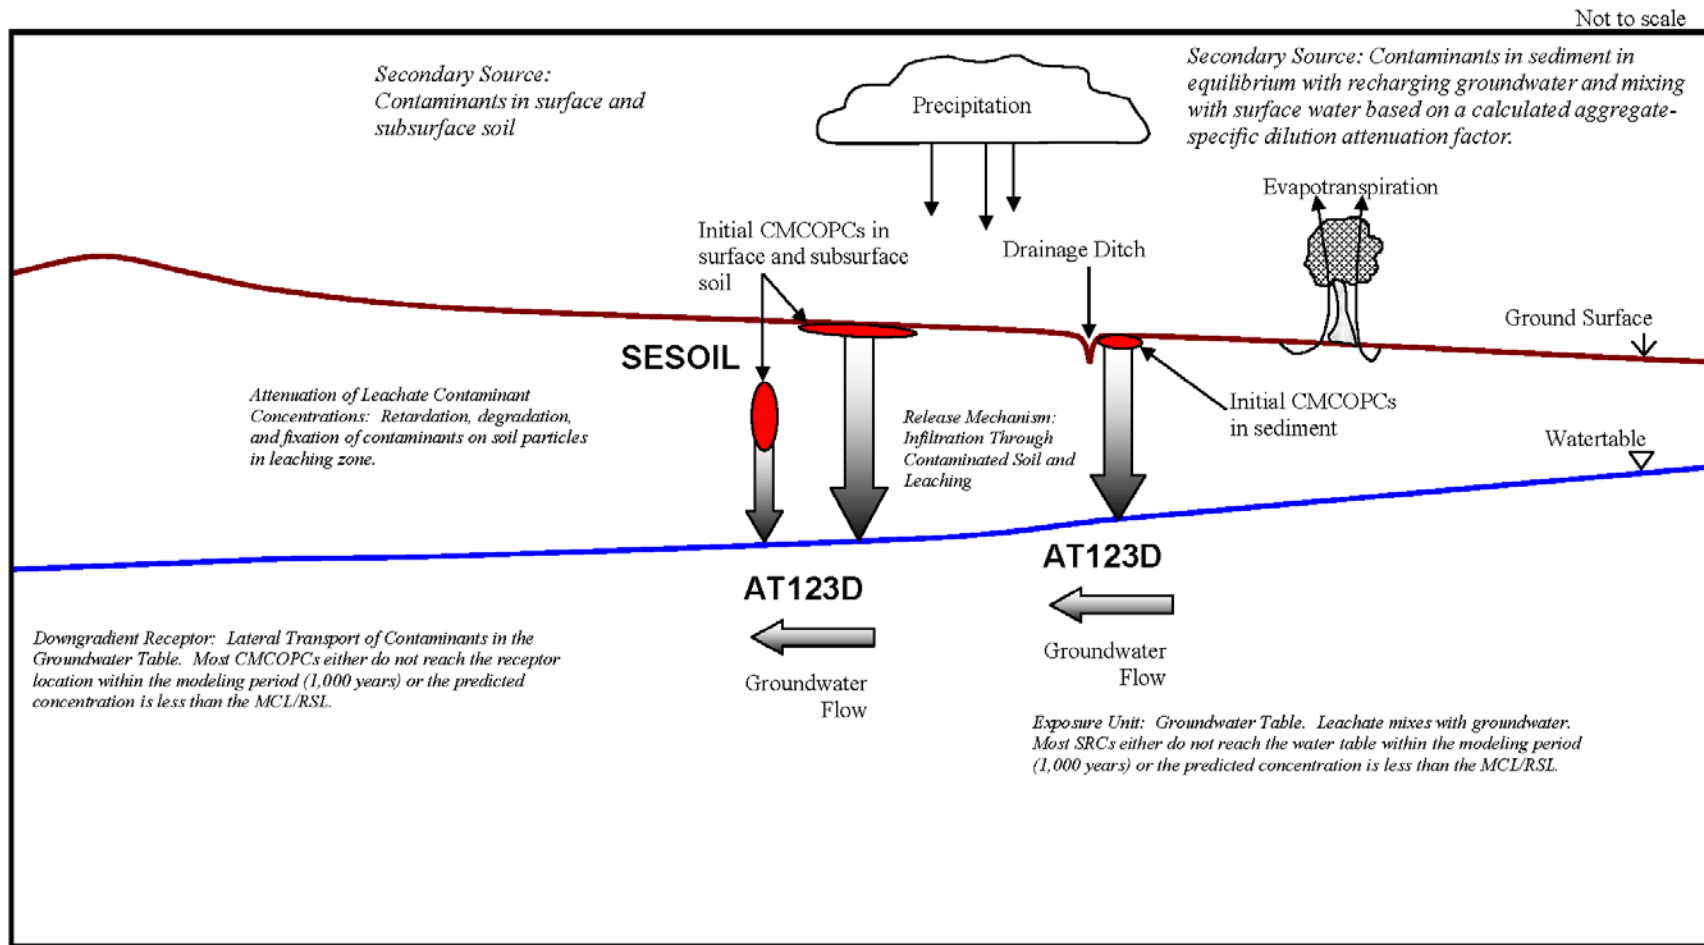 Not to scale
Secondary Source:
Contaminants in surface and
subsurface soil
Precipitation
Secondary Source: Contaminants in sediment in
equilibrium with recharging groundwater and mixing
with surface water based on a calculated aggregate-
specific dilution attenuation factor.
Evapotranspiration
Initial CMCOPCs in
surface and subsurface
soil
Drainage Ditch
Ground Surface
SESOIL
Attenuation of Leachate Contaminant
Concentrations: Retardation, degradation,
and fixation of contaminants on soil particles
in leaching zone.
Release Mechanism:
Infiltration Through
Contaminated Soil and
Leaching
Initial CMCOPCs
in sediment
Watertable
AT123D
AT123D
Downgradient Receptor: Lateral Transport of Contaminants in the
Groundwater Table. Most CMCOPCs either do not reach the receptor
location within the modeling period (1,000 years) or the predicted
concentration is less than the MCL/RSL.
Groundwater
Flow
Groundwater
Flow
Exposure Unit: Groundwater Table. Leachate mixes with groundwater.
Most SRCs either do not reach the water table within the modeling period
(1,000 years) or the predicted concentration is less than the MCL/RSL.